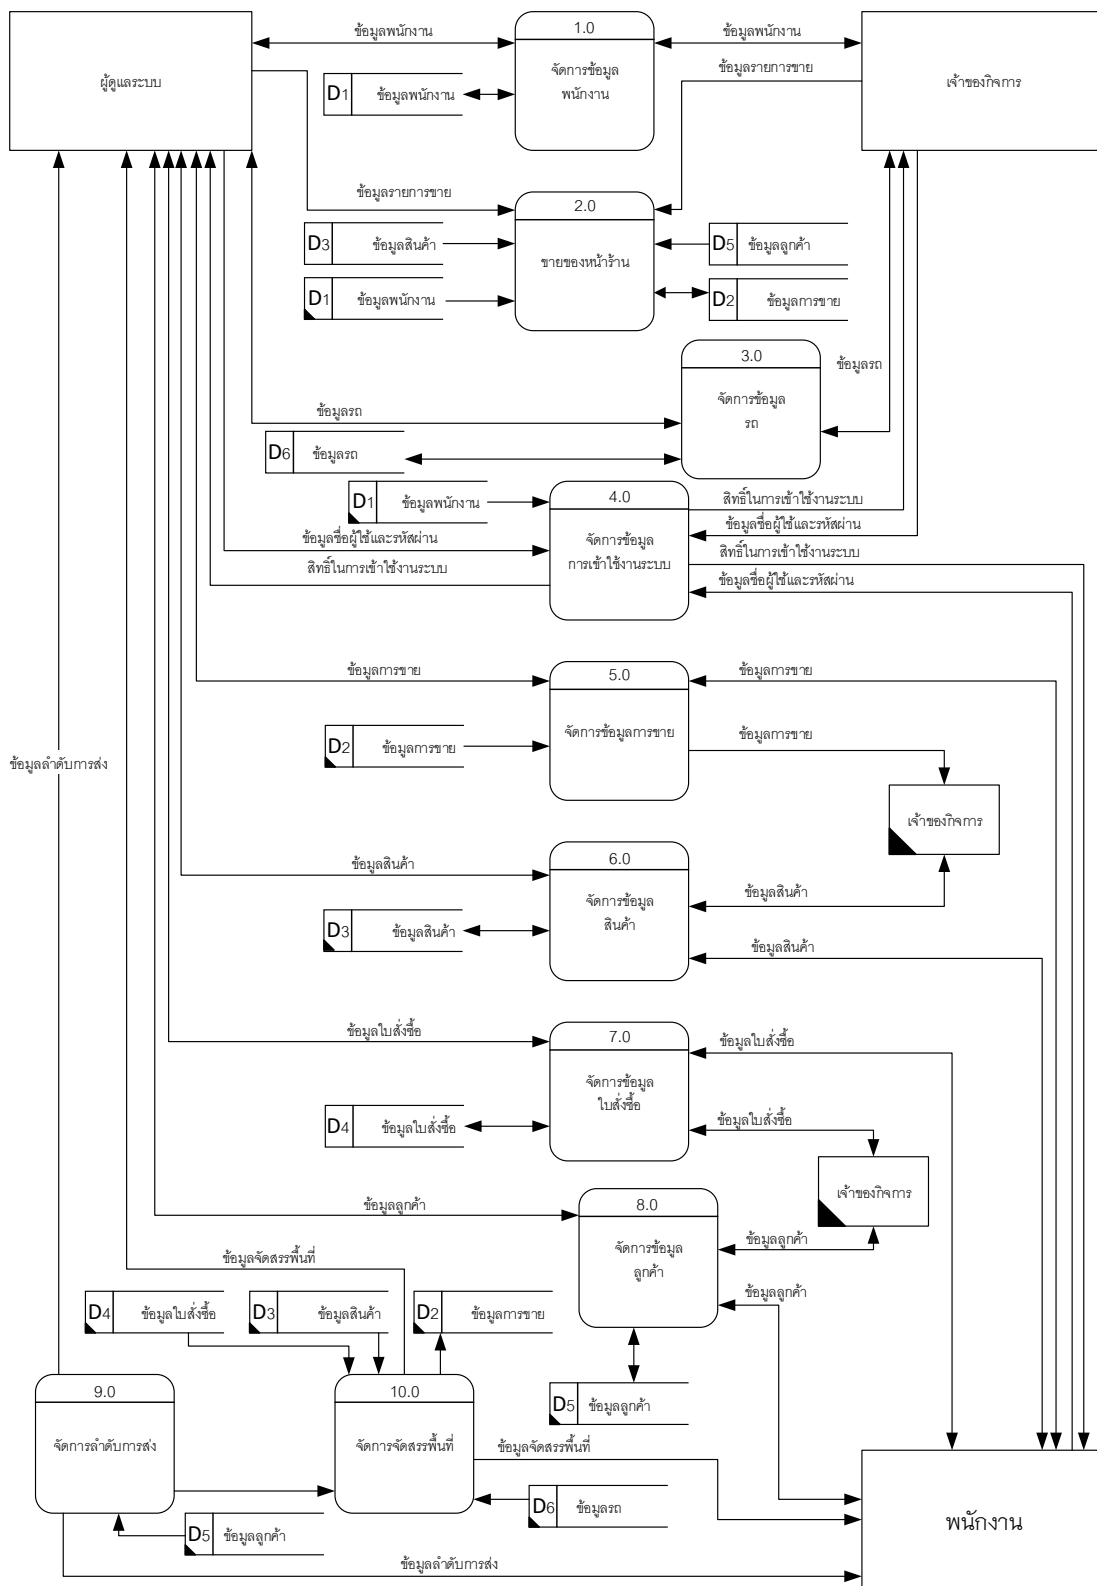 ผู้ดูแลระบบ
ข้อมูลพนักงาน
1.0
จัดการข้อมูล
พนักงาน
ข้อมูลพนักงาน
เจ้าของกิจการ
D1 ข้อมูลพนักงาน
ข้อมูลรายการขาย
ข้อมูลรายการขาย
2.0
ขายของหน้าร้าน
D3 ข้อมูลสินค้า
D5 ข้อมูลลูกค้า
D1 ข้อมูลพนักงาน
D2 ข้อมูลการขาย
3.0
จัดการข้อมูล
รถ
ข้อมูลรถ
ข้อมูลรถ
D6 ข้อมูลรถ
D1 ข้อมูลพนักงาน
4.0
จัดการข้อมูล
การเข้าใช้งานระบบ
สิทธิ์ในการเข้าใช้งานระบบ
ข้อมูลชื่อผู้ใช้และรหัสผ่าน
ข้อมูลชื่อผู้ใช้และรหัสผ่าน
สิทธิ์ในการเข้าใช้งานระบบ
สิทธิ์ในการเข้าใช้งานระบบ
ข้อมูลชื่อผู้ใช้และรหัสผ่าน
ข้อมูลการขาย
5.0
จัดการข้อมูลการขาย
ข้อมูลการขาย
D2 ข้อมูลการขาย
ข้อมูลการขาย
ข้อมูลลำดับการส่ง
เจ้าของกิจการ
ข้อมูลสินค้า
6.0
จัดการข้อมูล
สินค้า
ข้อมูลสินค้า
D3 ข้อมูลสินค้า
ข้อมูลสินค้า
ข้อมูลใบสั่งซื้อ
7.0
จัดการข้อมูล
ใบสั่งซื้อ
ข้อมูลใบสั่งซื้อ
D4 ข้อมูลใบสั่งซื้อ
ข้อมูลใบสั่งซื้อ
เจ้าของกิจการ
ข้อมูลลูกค้า
8.0
จัดการข้อมูล
ลูกค้า
ข้อมูลลูกค้า
ข้อมูลลูกค้า
ข้อมูลจัดสรรพื้นที่
D4 ข้อมูลใบสั่งซื้อ
D3 ข้อมูลสินค้า
D2 ข้อมูลการขาย
D5 ข้อมูลลูกค้า
9.0
จัดการลำดับการส่ง
10.0
จัดการจัดสรรพื้นที่
ข้อมูลจัดสรรพื้นที่
D6 ข้อมูลรถ
D5 ข้อมูลลูกค้า
ข้อมูลลำดับการส่ง
พนักงาน